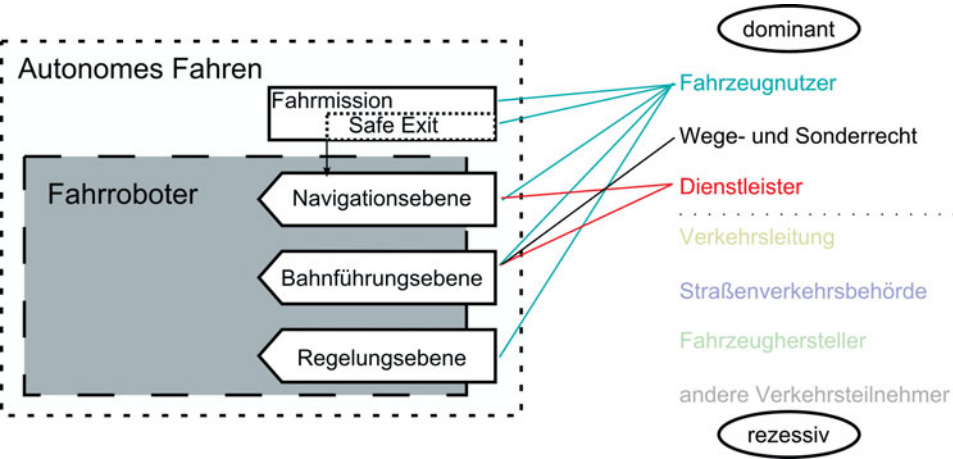 dominant
Autonomes Fahren
Fahrmission
Safe Exit
Fahrroboter
Navigationsebene
Bahnführungsebene
Regelungsebene
Fahrzeugnutzer
Wege- und Sonderrecht
Dienstleister
Verkehrsleitung
Straßenverkehrsbehörde
Fahrzeughersteller
andere Verkehrsteilnehmer
rezessiv